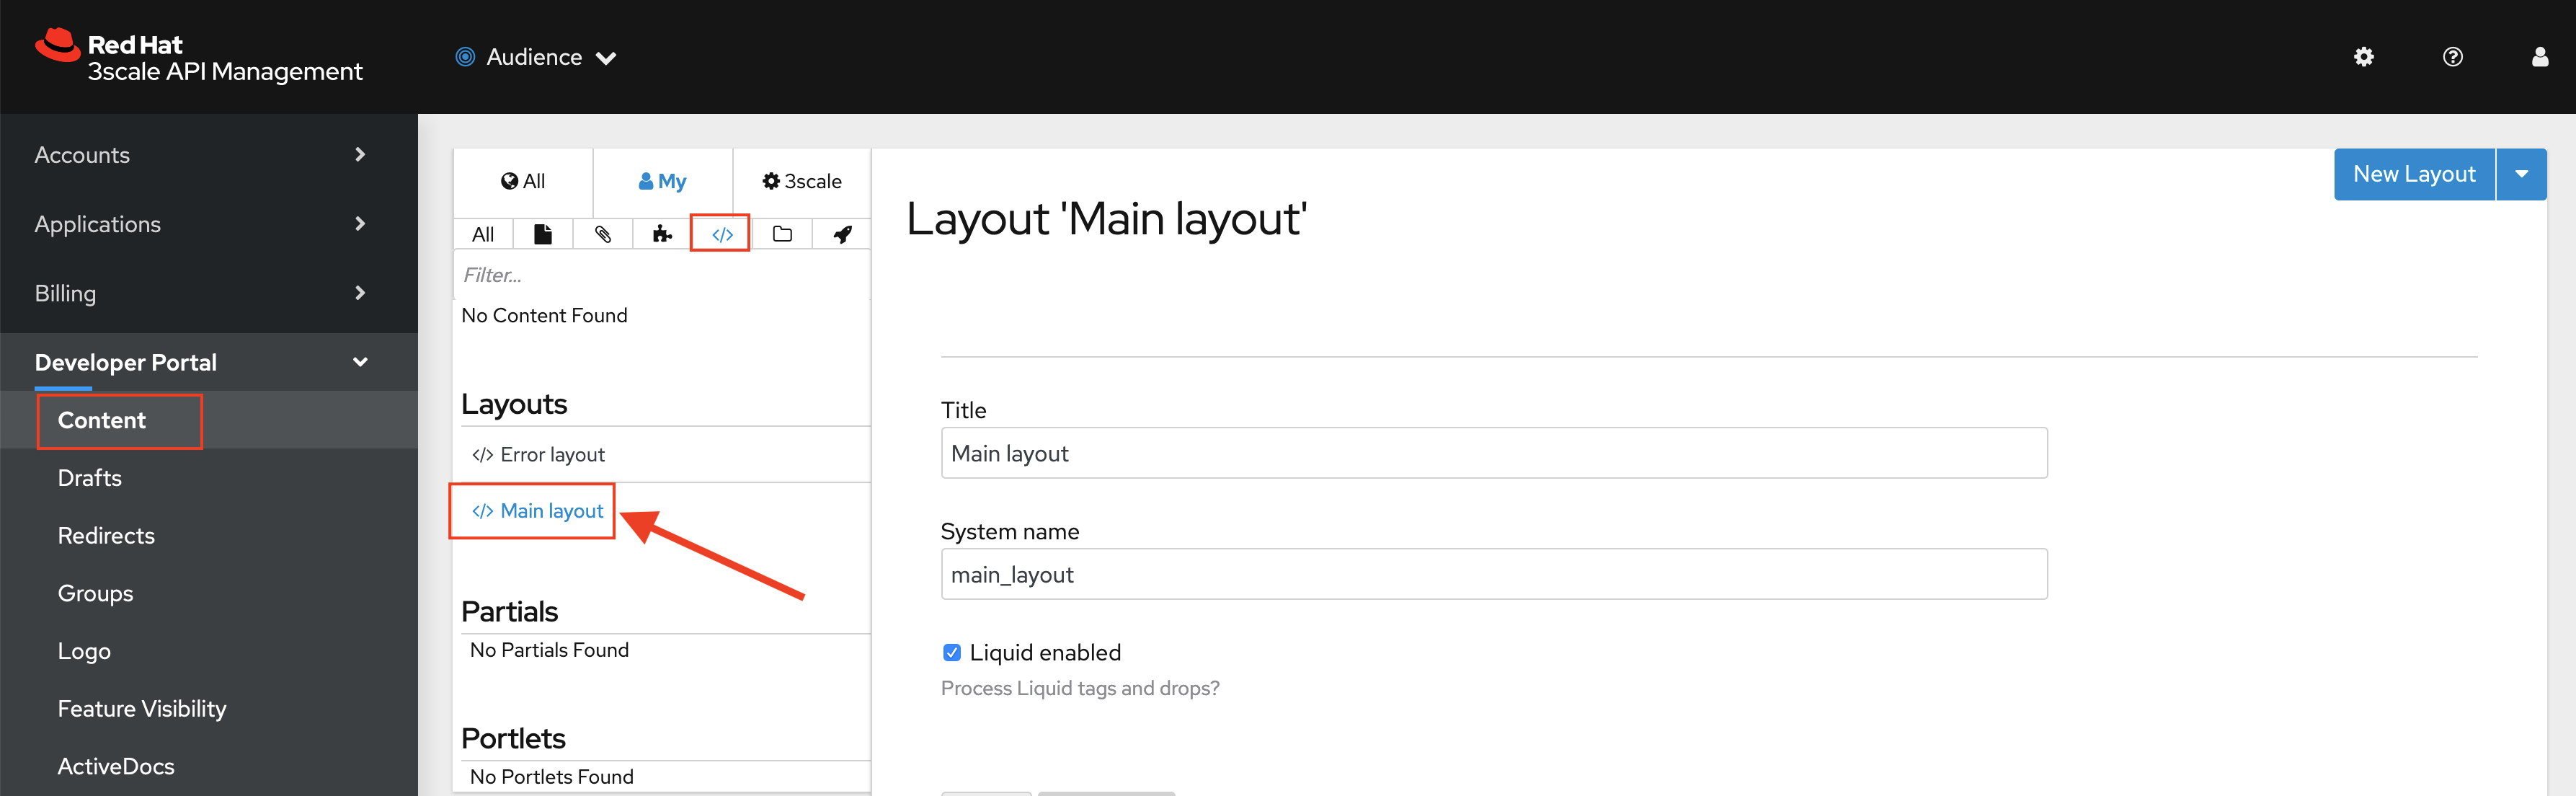 Red Hat
3scale API Management
Audience
Accounts
Applications
Billing
Developer Portal
Content
Drafts
Redirects
Groups
Logo
Feature Visibility
ActiveDocs
All
My
3scale
All
</>
Filter...
No Content Found
Layouts
</> Error layout
</> Main layout
Partials
No Partials Found
Portlets
No Portlets Found
New Layout
Layout 'Main layout'
Title
Main layout
System name
main_layout
Liquid enabled
Process Liquid tags and drops?